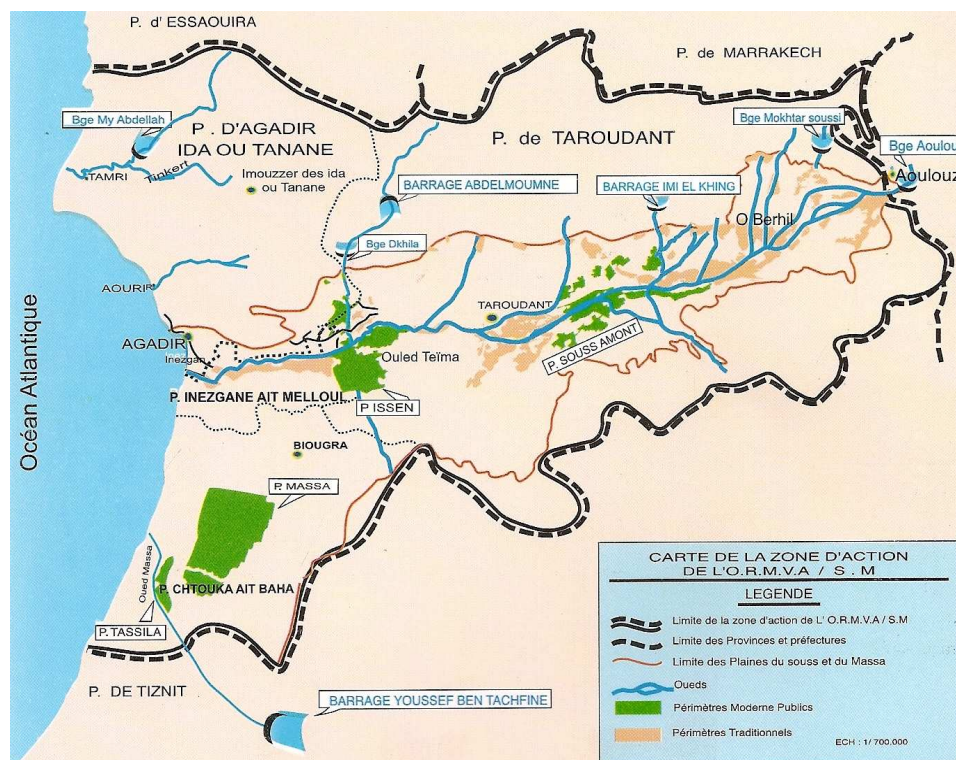 P. d' ESSAOUIRA
P. de MARRAKECH
Bge My Abdellah
P . D'AGADIR
IDA OU TANANE
P. de TAROUDANT
Bge Mokhtar soussi
Bge Aoulouz
Aoulouz
TAMRI
Tinkert
Imouzzer des ida
ou Tanane
BARRAGE ABDELMOUMNE
BARRAGE IMI EL KHING
O Berhil
Bge Dkhila
AOURIR
TAROUDANT
Océan Atlantique
AGADIR
Inezgan
Ouled Teïma
P. SOUSS AMONT
P. INEZGANE AIT MELLOUL
P ISSEN
BIOUGRA
P. MASSA
Oued Massa
P. CHTOUKA AIT BAHA
P. TASSILA
P. DE TIZNIT
BARRAGE YOUSSEF BEN TACHFINE
CARTE DE LA ZONE D'ACTION
DE L'O.R.M.V.A / S . M
LEGENDE
Limite de la zone d'action de L' O.R.M.V.A / S.M
Limite des Provinces et préfectures
Limite des Plaines du souss et du Massa
Oueds
Périmètres Moderne Publics
Périmètres Traditionnels
ECH : 1/ 700.000